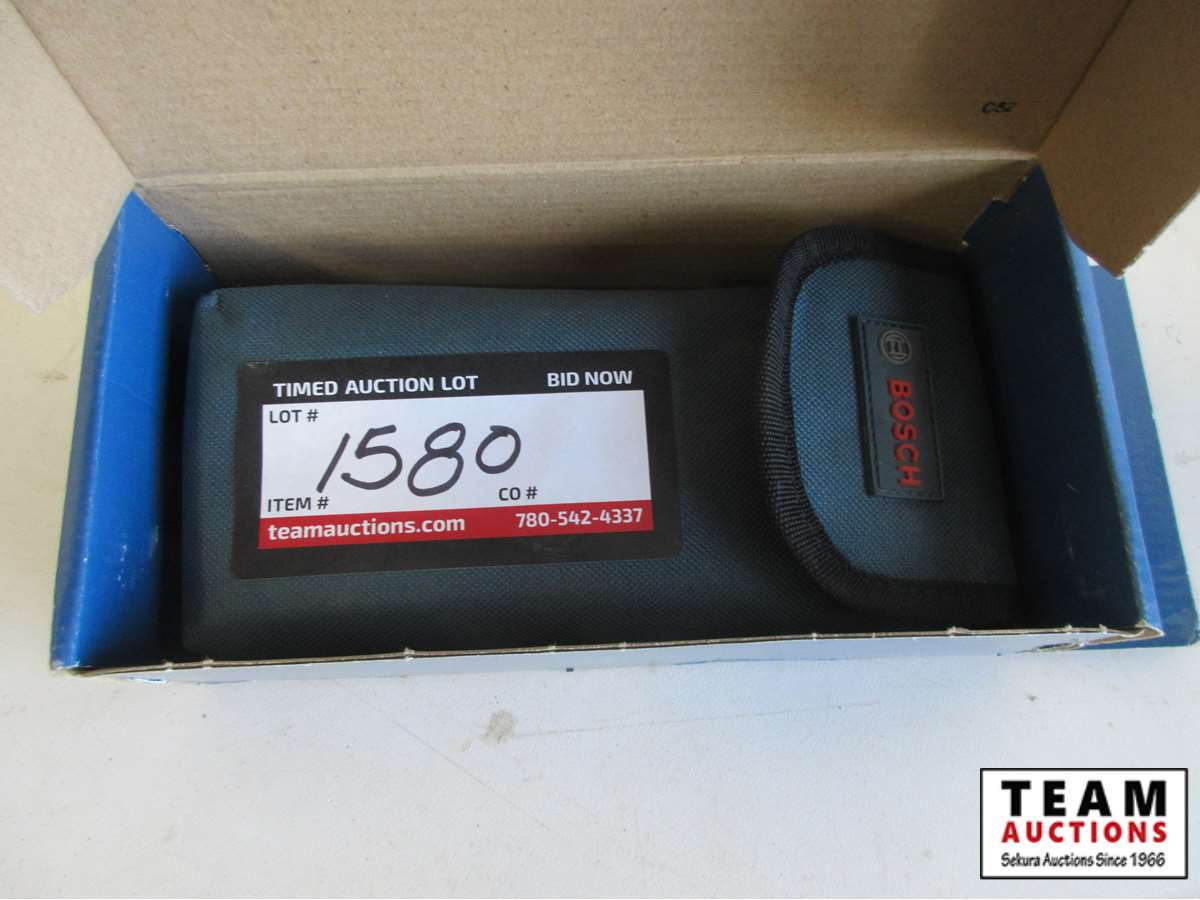 C52
TIMED AUCTION LOT BID NOW
LOT #
1580
ITEM # CO #
teamauctions.com 780-542-4337
BOSCH
TEAM
AUCTIONS
Sekura Auctions Since 1966